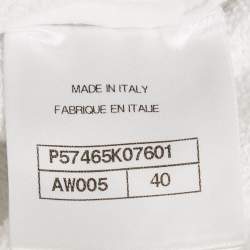 MADE IN ITALY
FABRIQUE EN ITALIE
P57465K07601
AW005 40